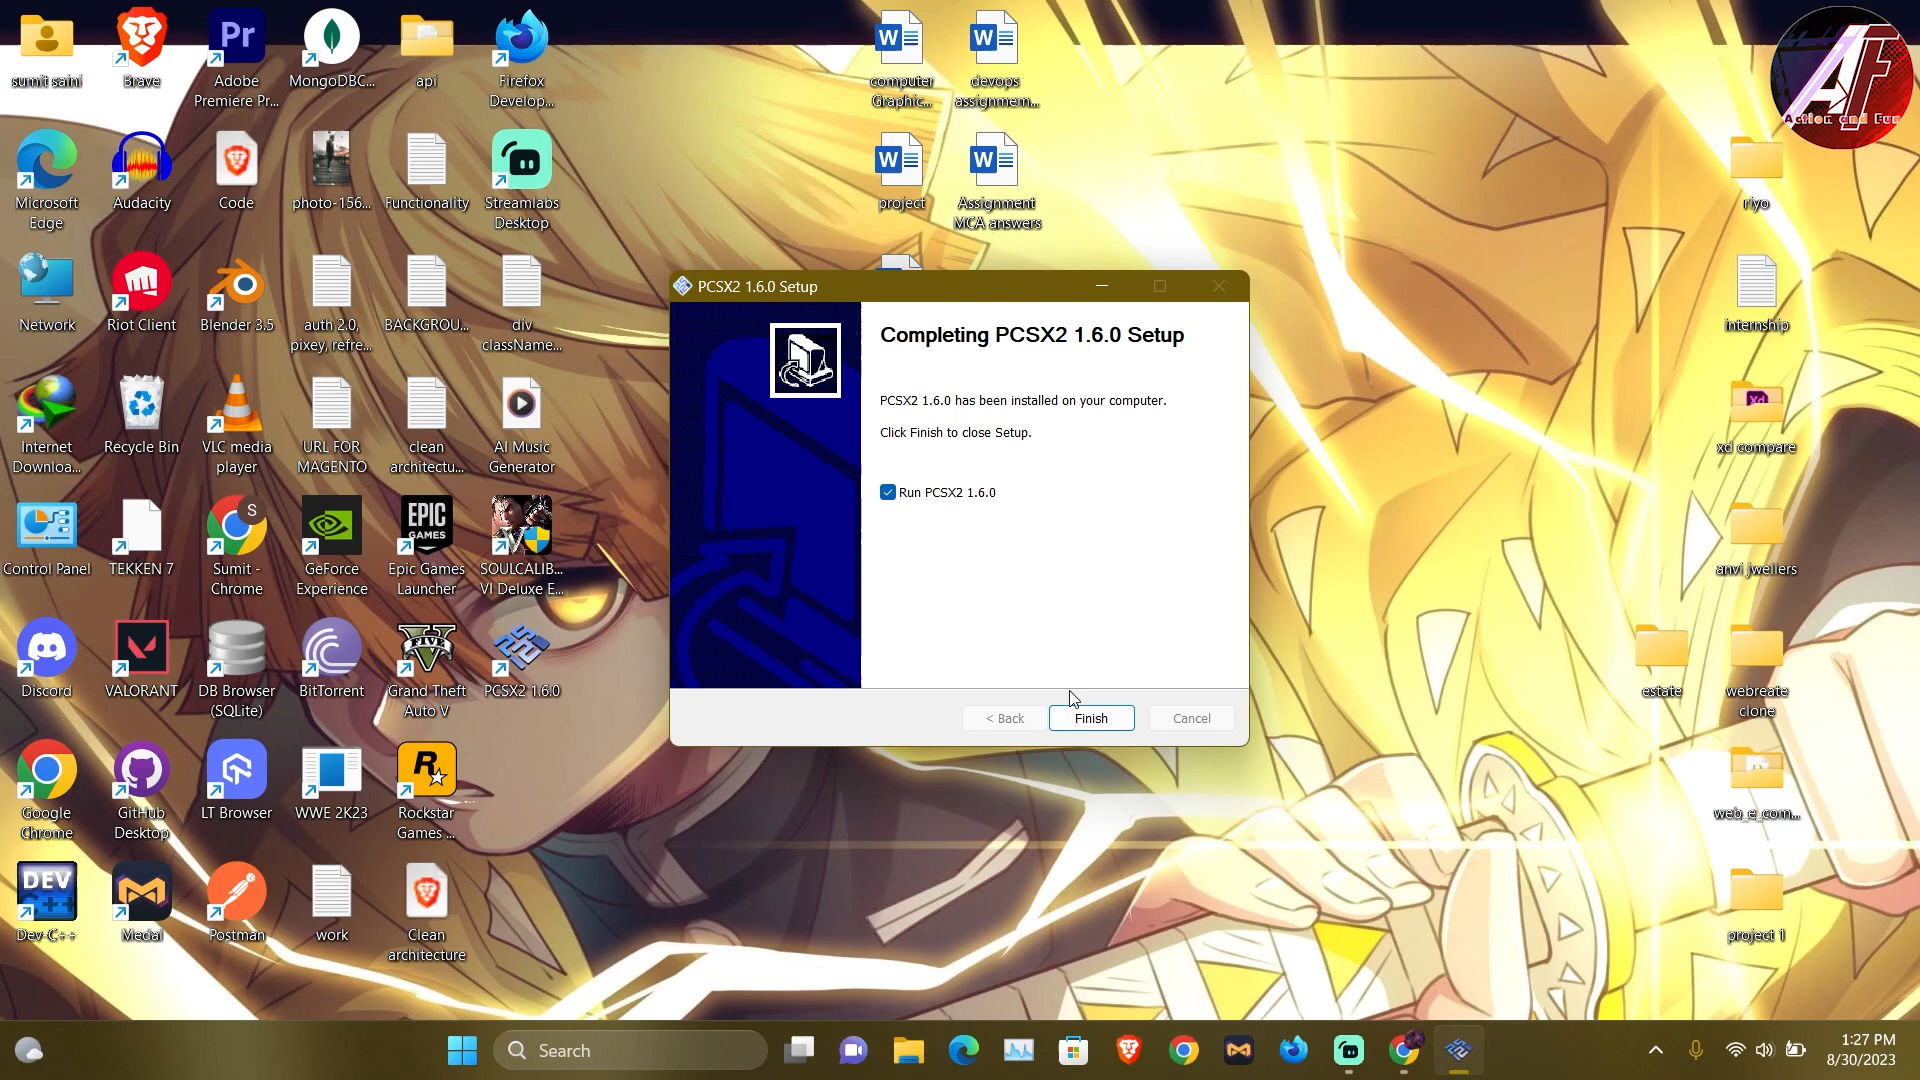 sumit saini
Brave
Adobe
Premiere Pr...
MongoDBC...
api
Firefox
Develop...
computer
Graphic...
devops
assignmem...
Action and Fun
Microsoft
Edge
Audacity
Code
photo-156...
Functionality
Streamlabs
Desktop
project
Assignment
MCA answers
riyo
Network
Riot Client
Blender 3.5
auth 2.0,
pixey, refre...
BACKGROU...
div
className...
internship
PCSX2 1.6.0 Setup
Completing PCSX2 1.6.0 Setup
PCSX2 1.6.0 has been installed on your computer.
Click Finish to close Setup.
Run PCSX2 1.6.0
< Back
Finish
Cancel
Internet
Downloa...
Recycle Bin
VLC media
player
URL FOR
MAGENTO
clean
architectu...
AI Music
Generator
xd compare
Control Panel
TEKKEN 7
Sumit -
Chrome
GeForce
Experience
EPIC
GAMES
Epic Games
Launcher
SOULCALIB...
VI Deluxe E...
anvi jwellers
Discord
VALORANT
DB Browser
(SQLite)
BitTorrent
Grand Theft
Auto V
PCSX2 1.6.0
estate
webreate
clone
Google
Chrome
GitHub
Desktop
LT Browser
WWE 2K23
Rockstar
Games ...
web_e_com...
DEV
C++
Dev-C++
Medal
Postman
work
Clean
architecture
project 1
Search
1:27 PM
8/30/2023